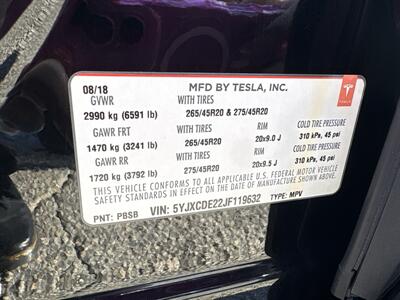 08/18 MFD BY TESLA, INC.
GVWR WITH TIRES
2990 kg (6591 lb) 265/45R20 & 275/45R20
GAWR FRT WITH TIRES RIM COLD TIRE PRESSURE
1470 kg (3241 lb) 265/45R20 20x9.0 J 310 kPa, 45 psi
GAWR RR WITH TIRES RIM COLD TIRE PRESSURE
1720 kg (3792 lb) 275/45R20 20x9.5 J 310 kPa, 45 psi
THIS VEHICLE CONFORMS TO ALL APPLICABLE U.S. FEDERAL MOTOR VEHICLE
SAFETY AND THEFT PREVENTION STANDARDS IN EFFECT ON THE DATE OF
MANUFACTURE SHOWN ABOVE.
PNT: PBSB VIN: 5YJXCDE22JF119632 TYPE: MPV